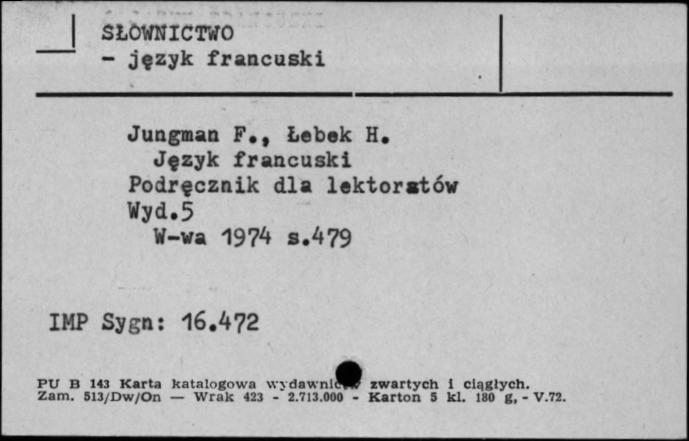 SŁOWNICTWO
- język francuski
Jungman F., Łebek H.
Język francuski
Podręcznik dla lektoratów
Wyd.5
W-wa 1974 s.479
IMP Sygn: 16.472
PU B 143 Karta katalogowa wydawnictw zwartych i ciągłych.
Zam. 513/Dw/On — Wrak 423 - 2.713.000 - Karton 5 kl. 180 g, - V.72.